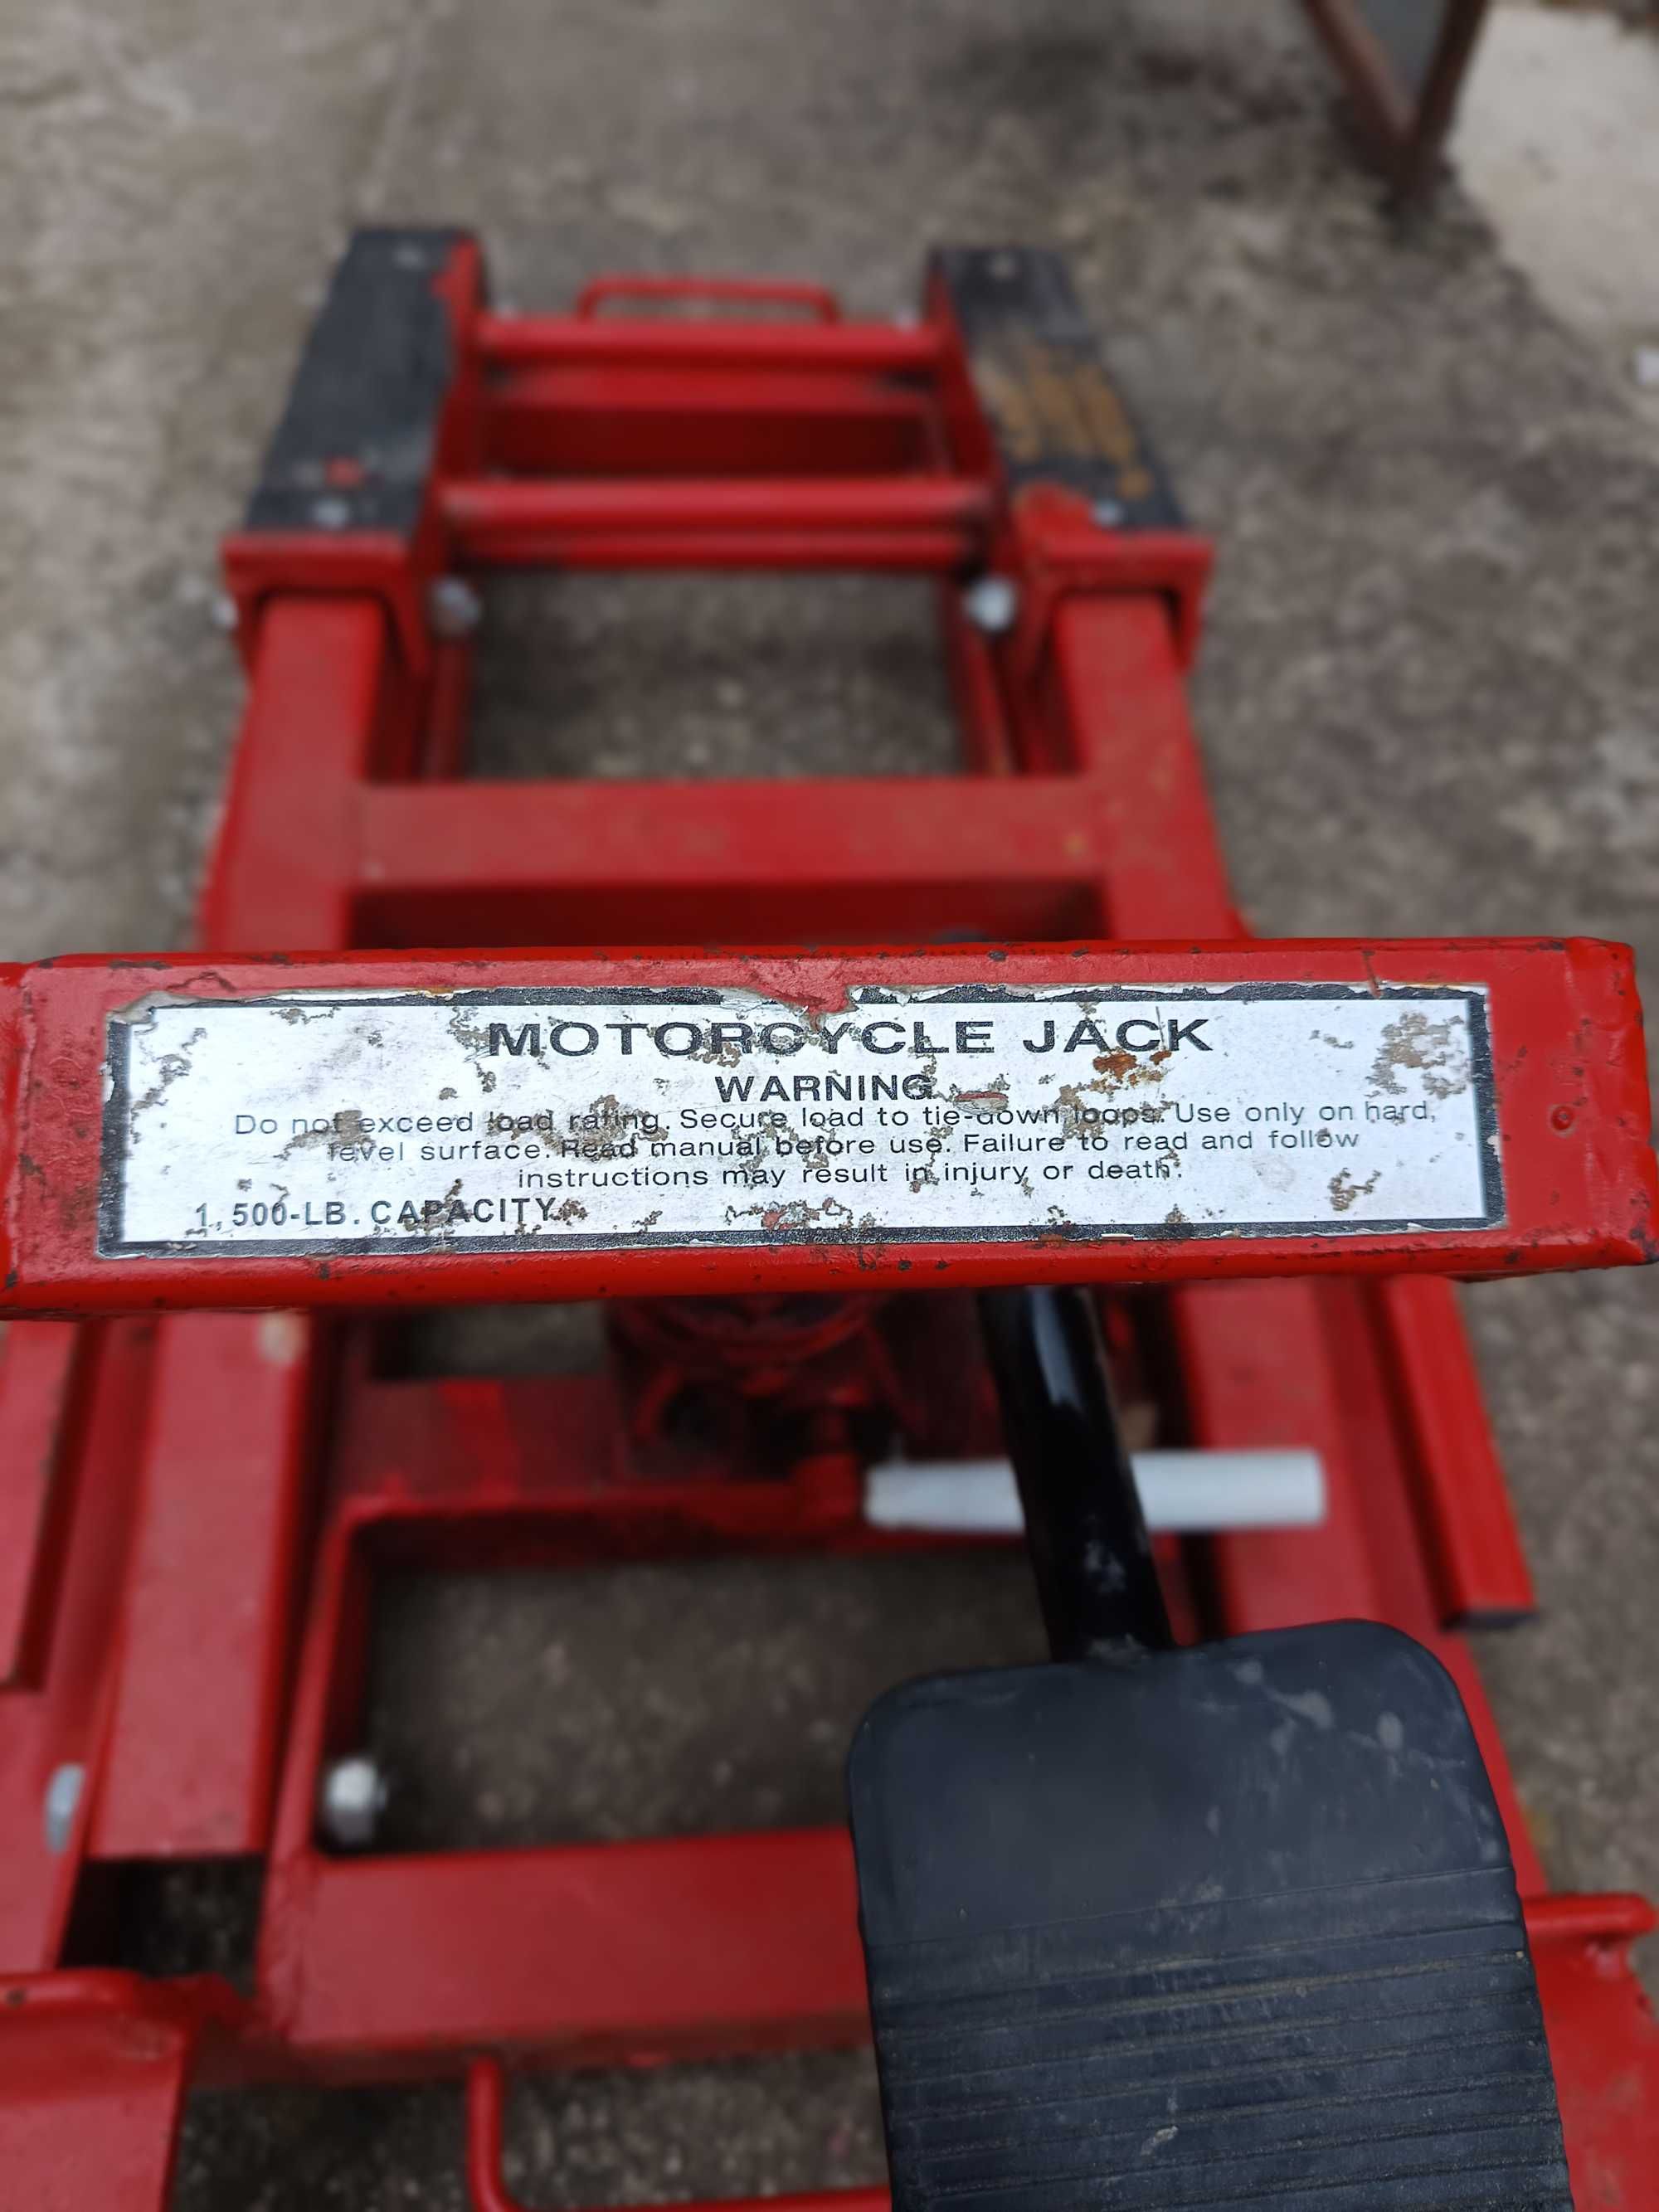 MOTORCYCLE JACK
WARNING
Do not exceed load rating. Secure load to tie-down loops. Use only on hard,
level surface. Read manual before use. Failure to read and follow
instructions may result in injury or death.
1,500-LB. CAPACITY